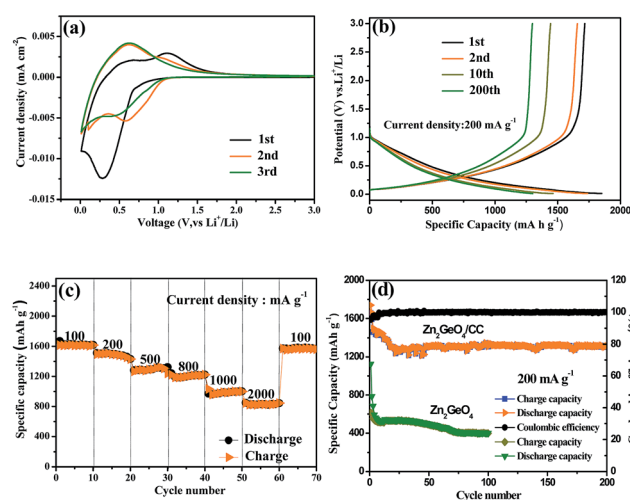 (a)
Current density (mA cm⁻²)
0.005
0.000
-0.005
-0.010
-0.015
1st
2nd
3rd
0.0 0.5 1.0 1.5 2.0 2.5 3.0
Voltage (V,vs Li⁺/Li)
(b)
Potential (V) vs.Li⁺/Li
3.0
2.5
2.0
1.5
1.0
0.5
0.0
1st
2nd
10th
200th
Current density:200 mA g⁻¹
0 500 1000 1500 2000
Specific Capacity (mA h g⁻¹)
(c)
Specific capacity (mAh g⁻¹)
2400
2000
1600
1200
800
400
0
Current density : mA g⁻¹
100 200 500 800 1000 2000 100
Discharge
Charge
0 10 20 30 40 50 60 70
Cycle number
(d)
Specific Capacity (mAh g⁻¹)
2000
1600
1200
800
400
0
120
100
80
60
40
20
0
Zn₂GeO₄/CC
200 mA g⁻¹
Charge capacity
Discharge capacity
Coulombic efficiency
Charge capacity
Discharge capacity
Zn₂GeO₄
0 50 100 150 200
Cycle number